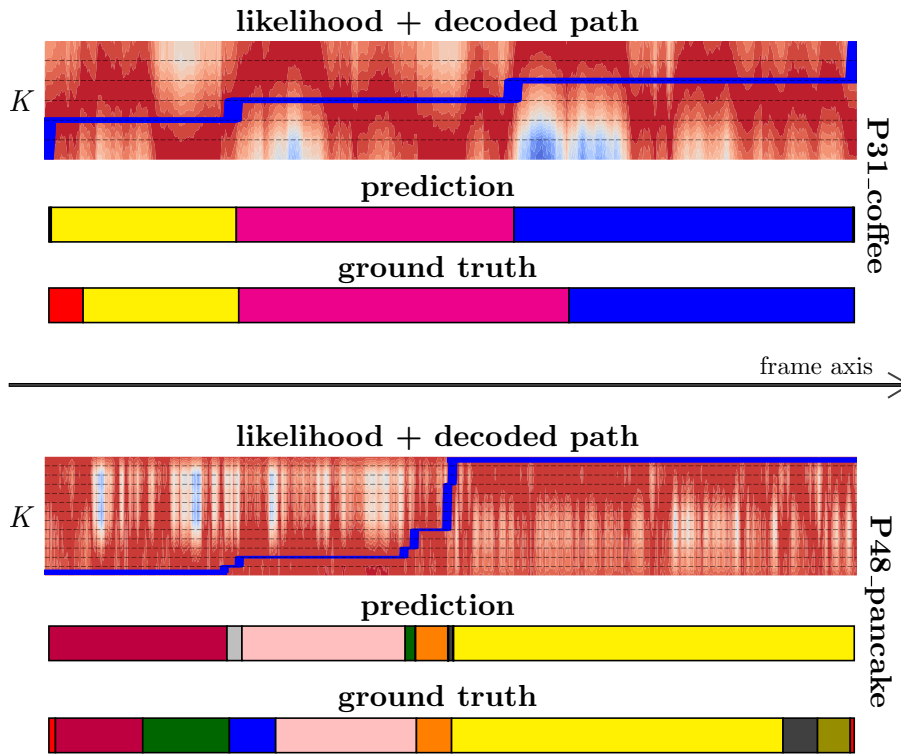 likelihood + decoded path
K
prediction
ground truth
P31_coffee
frame axis
likelihood + decoded path
K
prediction
ground truth
P48_pancake